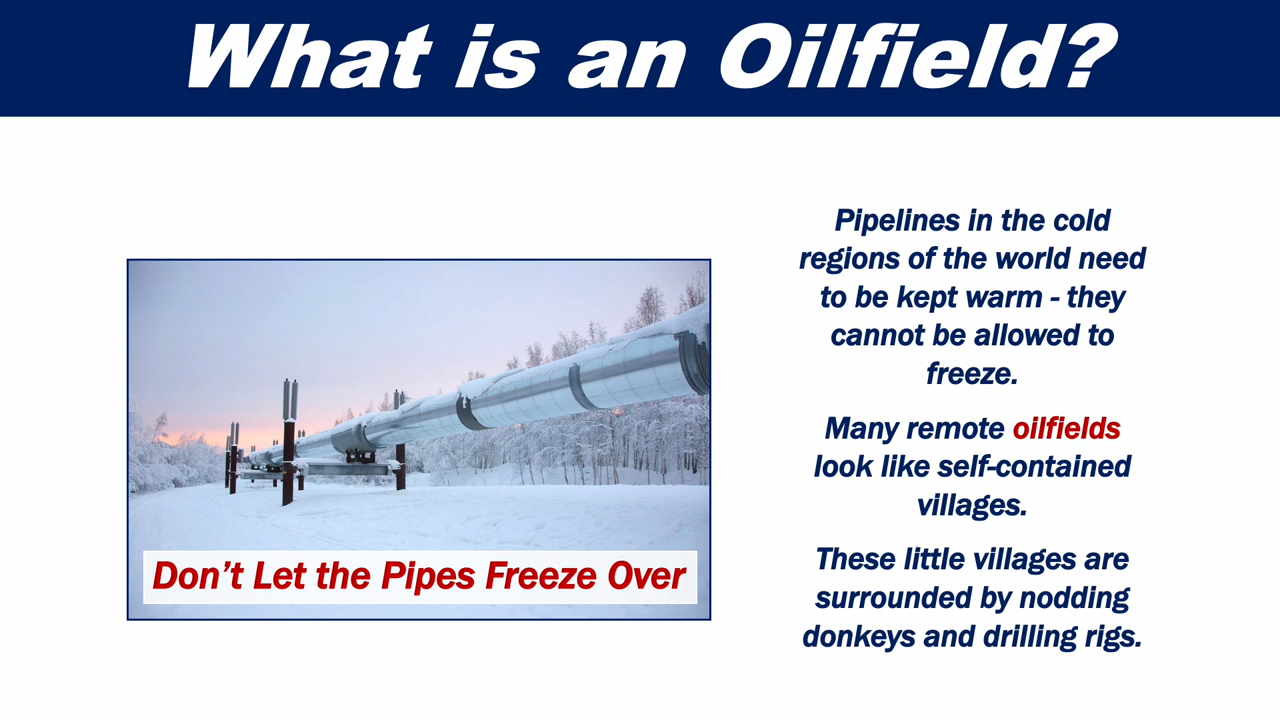 What is an Oilfield?
Don't Let the Pipes Freeze Over
Pipelines in the cold
regions of the world need
to be kept warm - they
cannot be allowed to
freeze.
Many remote oilfields
look like self-contained
villages.
These little villages are
surrounded by nodding
donkeys and drilling rigs.